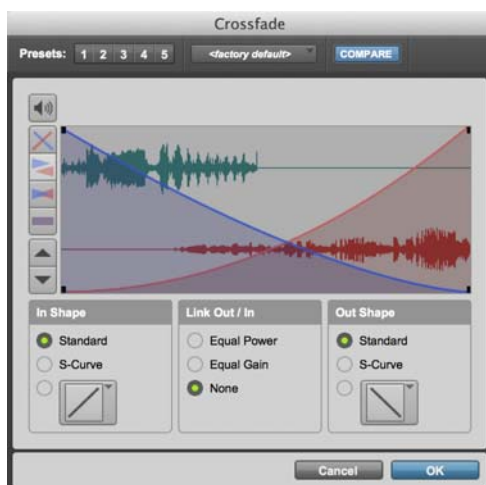 Crossfade
Presets: 1 2 3 4 5 <factory default> COMPARE
In Shape
Standard
S-Curve
Link Out / In
Equal Power
Equal Gain
None
Out Shape
Standard
S-Curve
Cancel OK